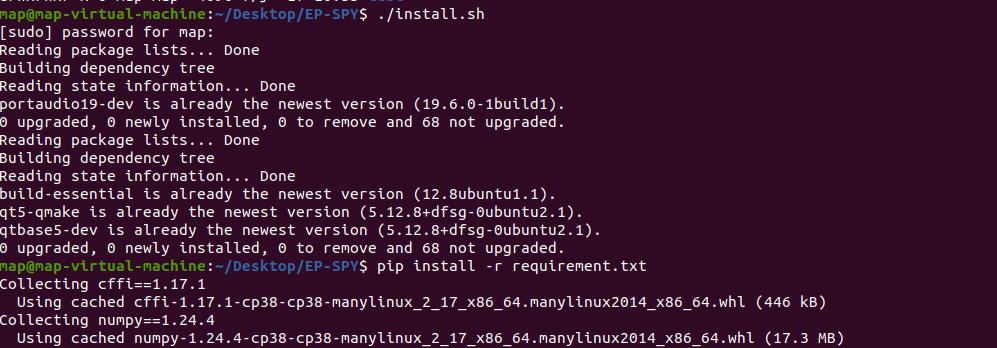 map@map-virtual-machine:~/Desktop/EP-SPY$ ./install.sh
[sudo] password for map:
Reading package lists... Done
Building dependency tree
Reading state information... Done
portaudio19-dev is already the newest version (19.6.0-1build1).
0 upgraded, 0 newly installed, 0 to remove and 68 not upgraded.
Reading package lists... Done
Building dependency tree
Reading state information... Done
build-essential is already the newest version (12.8ubuntu1.1).
qt5-qmake is already the newest version (5.12.8+dfsg-0ubuntu2.1).
qtbase5-dev is already the newest version (5.12.8+dfsg-0ubuntu2.1).
0 upgraded, 0 newly installed, 0 to remove and 68 not upgraded.
map@map-virtual-machine:~/Desktop/EP-SPY$ pip install -r requirement.txt
Collecting cffi==1.17.1
  Using cached cffi-1.17.1-cp38-cp38-manylinux_2_17_x86_64.manylinux2014_x86_64.whl (446 kB)
Collecting numpy==1.24.4
  Using cached numpy-1.24.4-cp38-cp38-manylinux_2_17_x86_64.manylinux2014_x86_64.whl (17.3 MB)